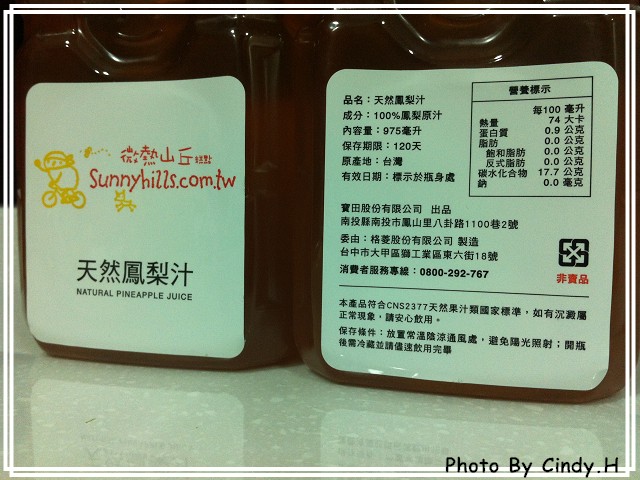 微熱山丘糕點
Sunnyhills.com.tw
天然鳳梨汁
NATURAL PINEAPPLE JUICE
品名：天然鳳梨汁
成分：100%鳳梨原汁
內容量：975毫升
保存期限：120天
原產地：台灣
有效日期：標示於瓶身處
營養標示
每100 毫升
熱量 74 大卡
蛋白質 0.9 公克
脂肪 0.0 公克
飽和脂肪 0.0 公克
反式脂肪 0.0 公克
碳水化合物 17.7 公克
鈉 0.0 毫克
寶田股份有限公司 出品
南投縣南投市鳳山里八卦路1100巷2號
委由：格菱股份有限公司 製造
台中市大甲區獅工業區東六街18號
消費者服務專線：0800-292-767
非賣品
本產品符合CNS2377天然果汁類國家標準，如有沉澱屬
正常現象，請安心飲用。
保存條件：放置常溫陰涼通風處，避免陽光照射；開瓶
後需冷藏並請儘速飲用完畢
Photo By Cindy.H